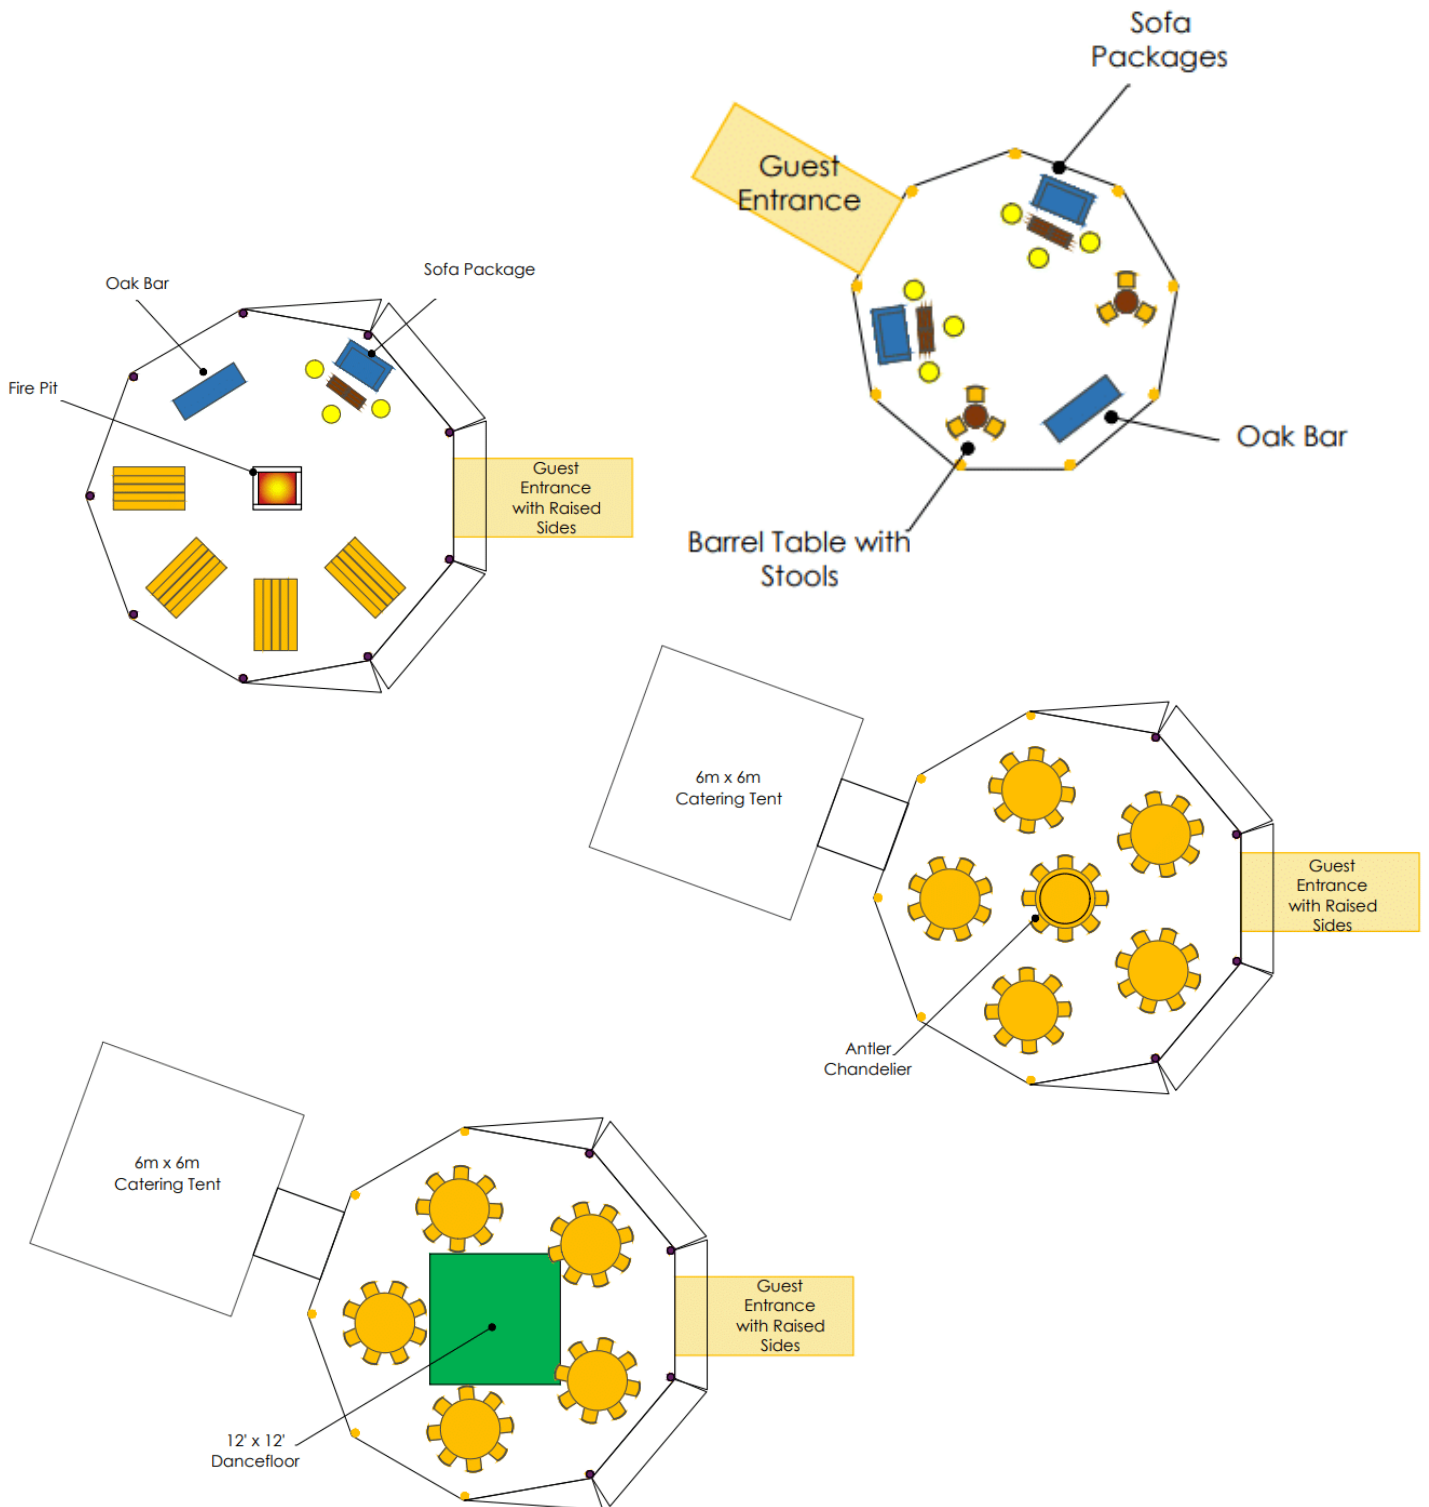 Sofa
Packages
Guest
Entrance
Oak Bar
Barrel Table with
Stools
Sofa Package
Oak Bar
Fire Pit
Guest
Entrance
with Raised
Sides
6m x 6m
Catering Tent
Guest
Entrance
with Raised
Sides
Antler
Chandelier
6m x 6m
Catering Tent
Guest
Entrance
with Raised
Sides
12' x 12'
Dancefloor